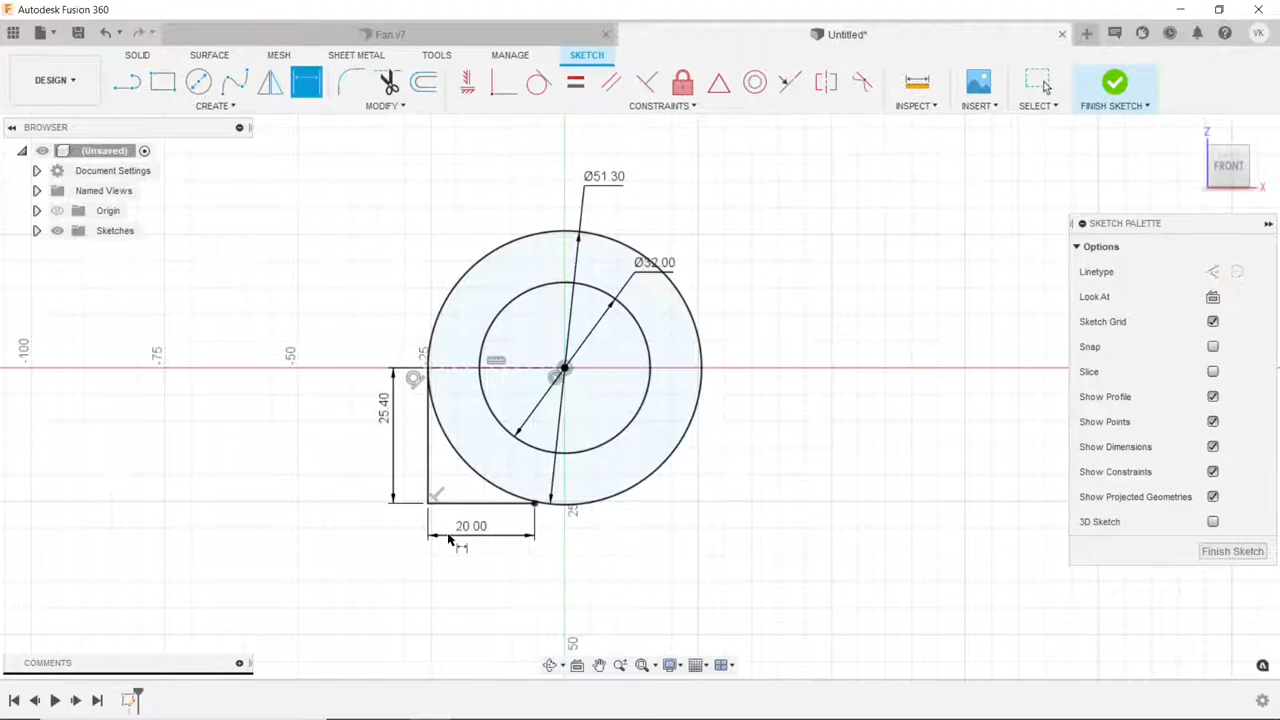 Autodesk Fusion 360
Fan v7
Untitled*
VK
DESIGN
SOLID SURFACE MESH SHEET METAL TOOLS MANAGE SKETCH
CREATE MODIFY CONSTRAINTS INSPECT INSERT SELECT FINISH SKETCH
BROWSER
(Unsaved)
Document Settings
Named Views
Origin
Sketches
Z
FRONT
X
SKETCH PALETTE
Options
Linetype
Look At
Sketch Grid
Snap
Slice
Show Profile
Show Points
Show Dimensions
Show Constraints
Show Projected Geometries
3D Sketch
Finish Sketch
Ø51.30
Ø32.00
-100
-75
-50
-25
25.40
20.00
25
50
COMMENTS